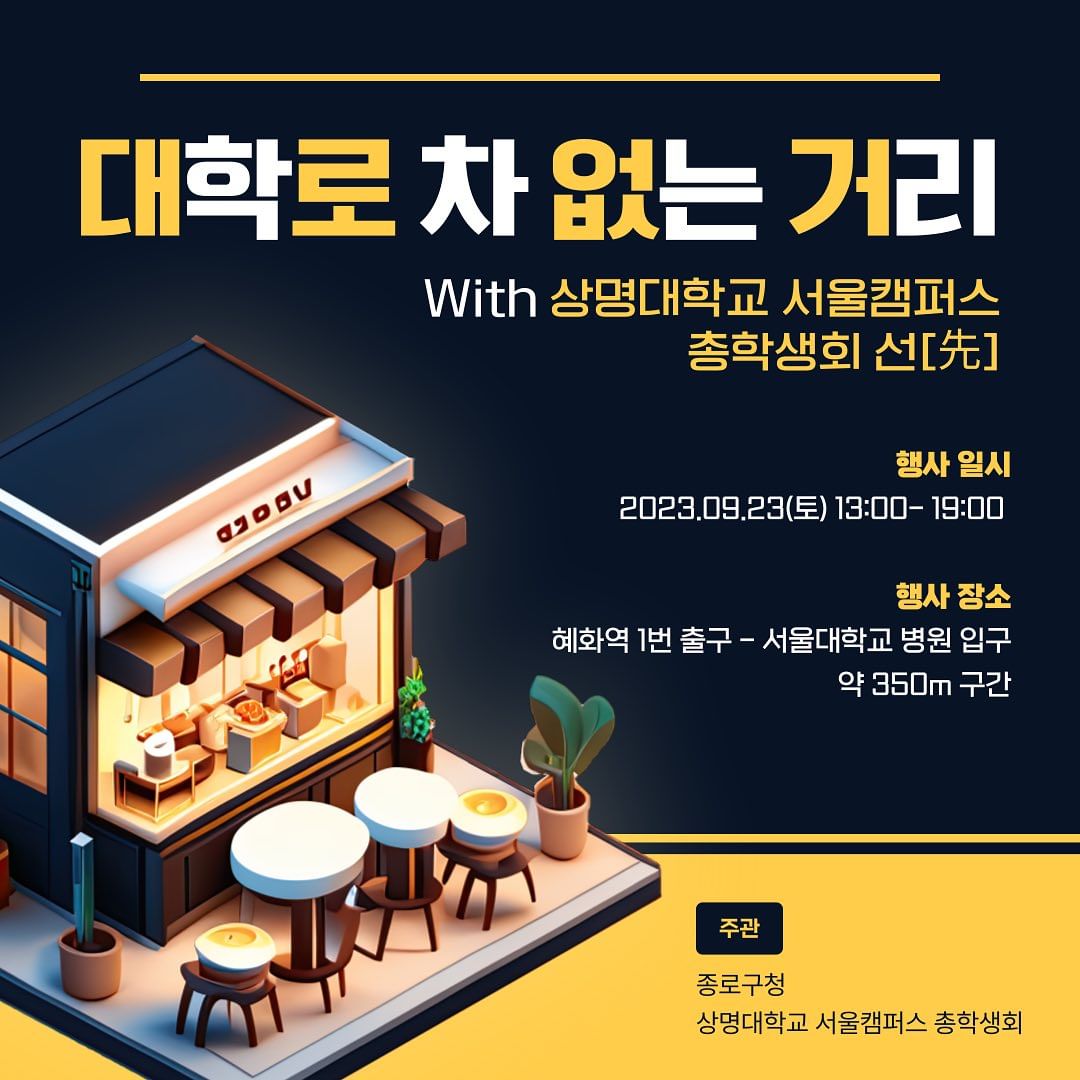 대학로 차 없는 거리
With 상명대학교 서울캠퍼스
총학생회 선[先]
행사 일시
2023.09.23(토) 13:00- 19:00
행사 장소
혜화역 1번 출구 - 서울대학교 병원 입구
약 350m 구간
주관
종로구청
상명대학교 서울캠퍼스 총학생회